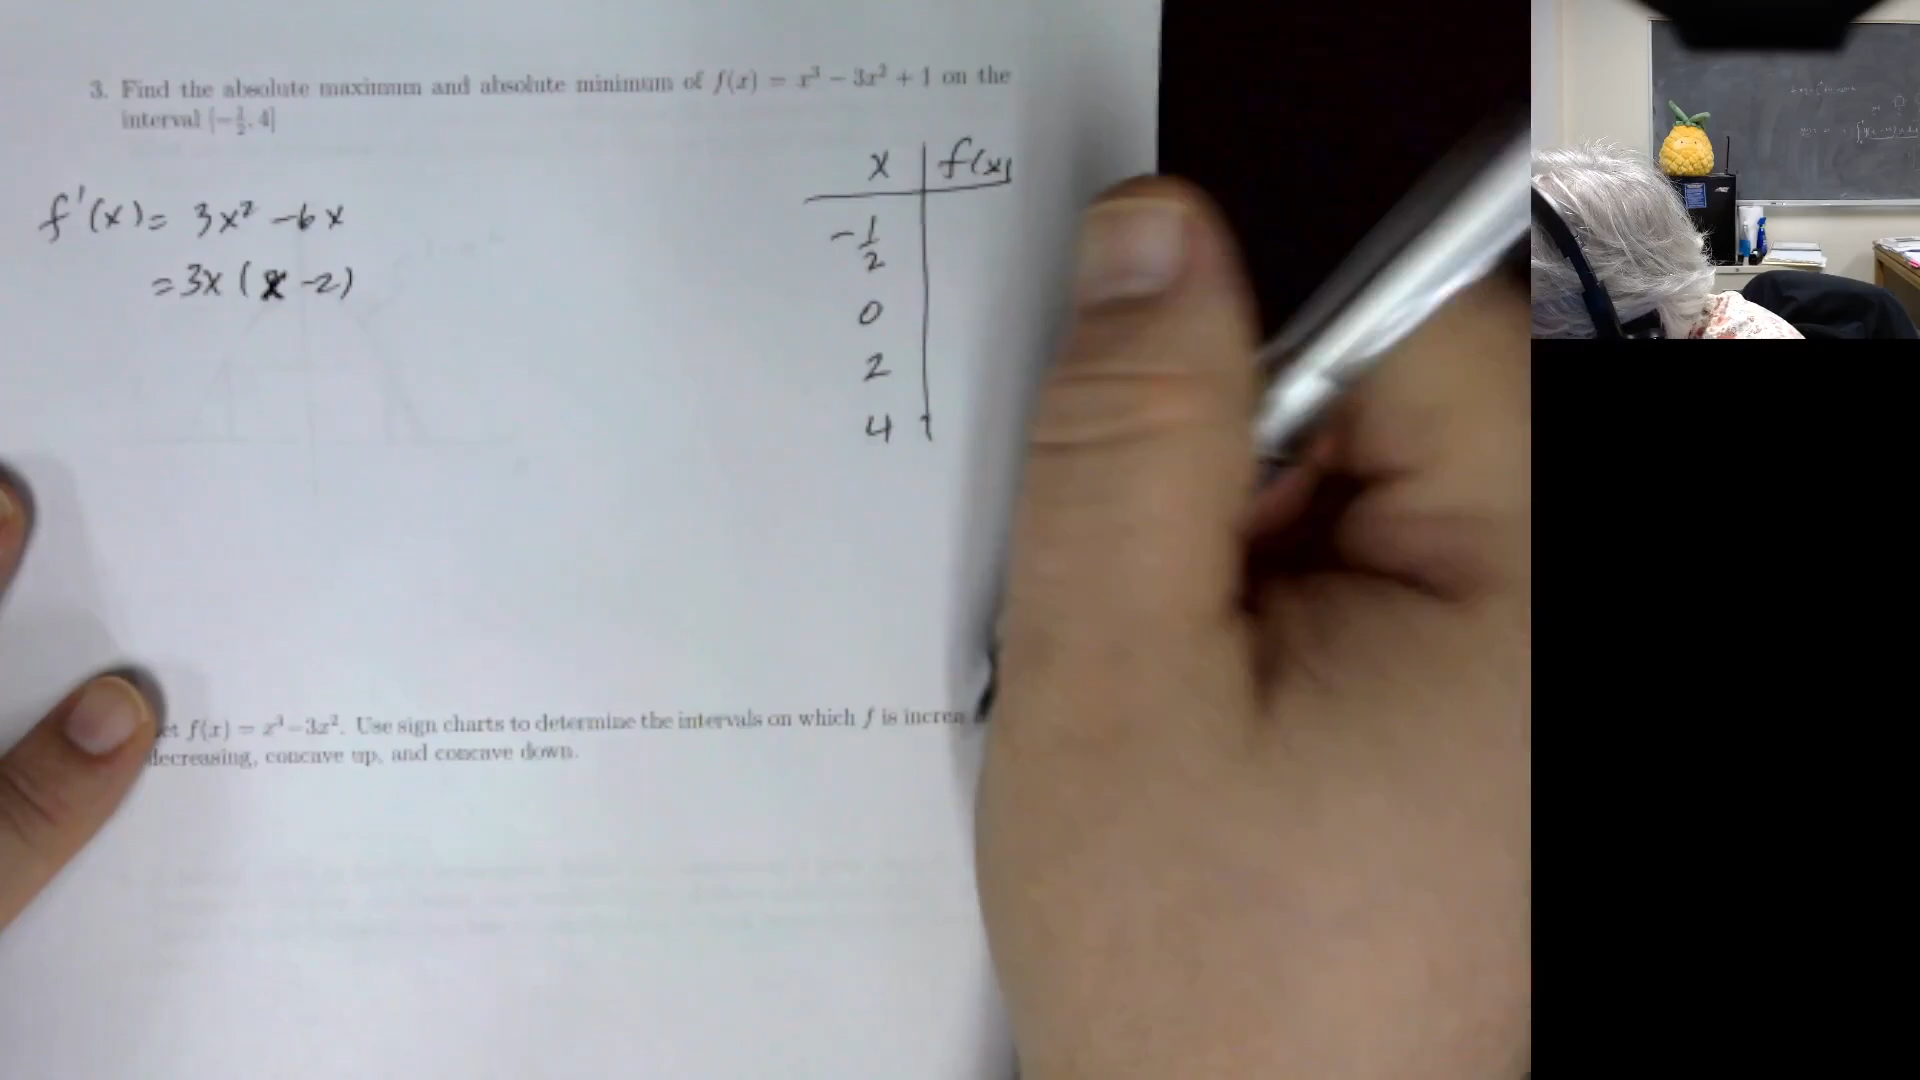 3. Find the absolute maximum and absolute minimum of f(x) = x³ − 3x² + 1 on the
interval [−1/2, 4]
f'(x) = 3x² − 6x
= 3x (x − 2)
x | f(x)
−1/2
0
2
4
et f(x) = x³ − 3x². Use sign charts to determine the intervals on which f is increa
decreasing, concave up, and concave down.